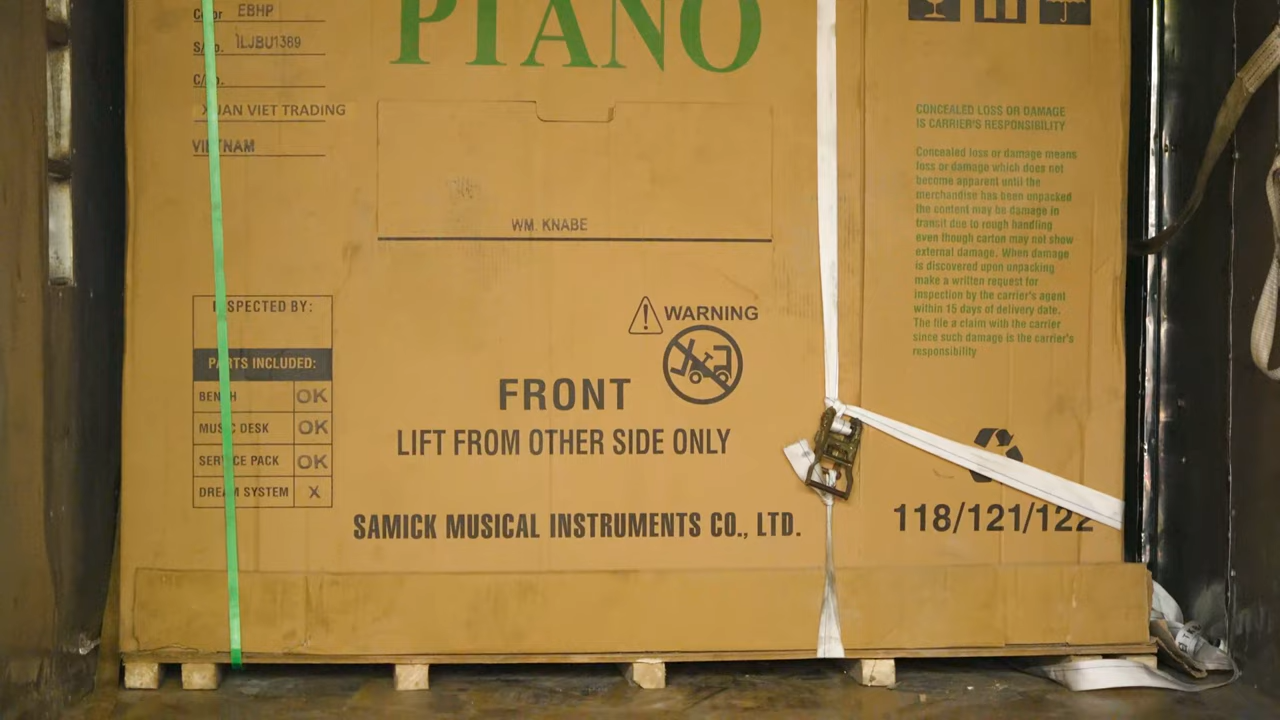 Color EBHP
S/No. ILJBU1389
C/No.
XUAN VIET TRADING
VIETNAM
PIANO
WM. KNABE
INSPECTED BY:
PARTS INCLUDED:
BENCH OK
MUSIC DESK OK
SERVICE PACK OK
DREAM SYSTEM X
WARNING
FRONT
LIFT FROM OTHER SIDE ONLY
SAMICK MUSICAL INSTRUMENTS CO., LTD.
CONCEALED LOSS OR DAMAGE
IS CARRIER'S RESPONSIBILITY
Concealed loss or damage means
loss or damage which does not
become apparent until the
merchandise has been unpacked
the content may be damage in
transit due to rough handling
even though carton may not show
external damage. When damage
is discovered upon unpacking
make a written request for
inspection by the carrier's agent
within 15 days of delivery date.
The file a claim with the carrier
since such damage is the carrier's
responsibility
118/121/122